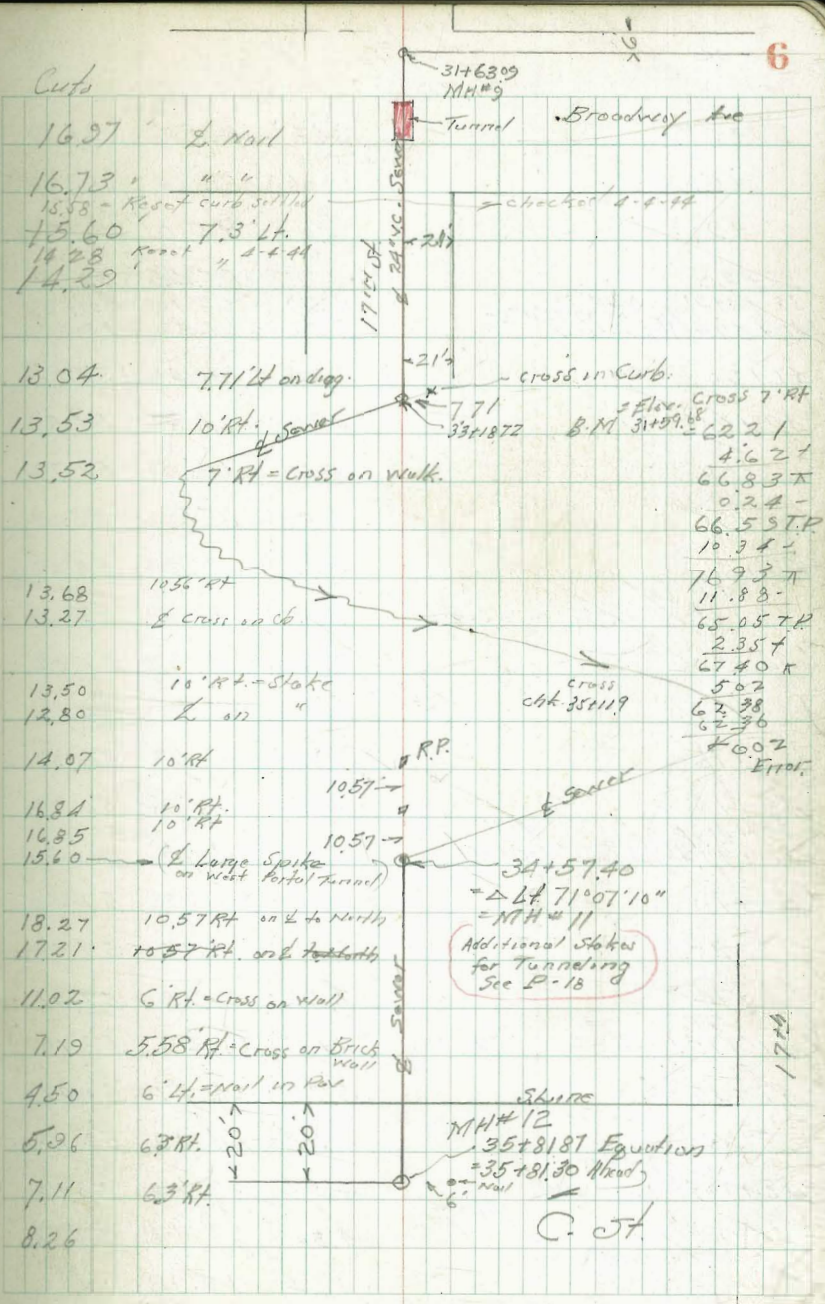 6
Cuts
31+63.09
MH#9
Tunnel
Broadway Ave
16.97 ⅊ Nail
16.73 " "
15.58 = Reset curb settled = checked 4-4-44
15.60 7.3' Lt.
14.28 Reset " 4-4-44
14.29
17TH St
24" V.C. Sewer
21'
21'
13.04 7.71' Lt on diag.
cross in Curb.
7.71
33+18.72
13.53 10' Rt.
⅊ Sewer
13.52 7' Rt = Cross on Walk.
= Elev. Cross 7' Rt
B.M 31+59.68
62.21
4.62+
66.83 π
0.24-
66.59 T.P.
10.34+
76.93 π
11.88-
65.05 T.P.
2.35+
67.40 π
5.02
62.38
62.36
+.002
Error.
13.68 10.56' Rt
13.27 ⅊ Cross on cb.
cross
chk. 35+119
13.50 10' Rt. = Stake
12.80 ⅊ on "
14.07 10' Rt
R.P.
10.57
16.84 10' Rt.
16.85 10' Rt
10.57
⅊ Sewer
15.60 (⅊ Large Spike
on West Portal Tunnel)
34+57.40
= Δ Lt 71°07'10"
= MH #11
18.27 10.57 Rt on ⅊ to North
17.21 10.57' Rt. on ⅊ to North
Additional Stakes
for Tunneling
See P-18
11.02 6' Rt. = Cross on Wall
⅊ Sewer
17th
7.19 5.58' Rt. = Cross on Brick
Wall
4.50 6' Lt. = Nail in Pav
20'
20'
MH#12
5.96 6.3' Rt.
35+81.87 Equation
=35+81.30 Ahead
Nail
6'
7.11 6.3' Rt.
C. St.
8.26